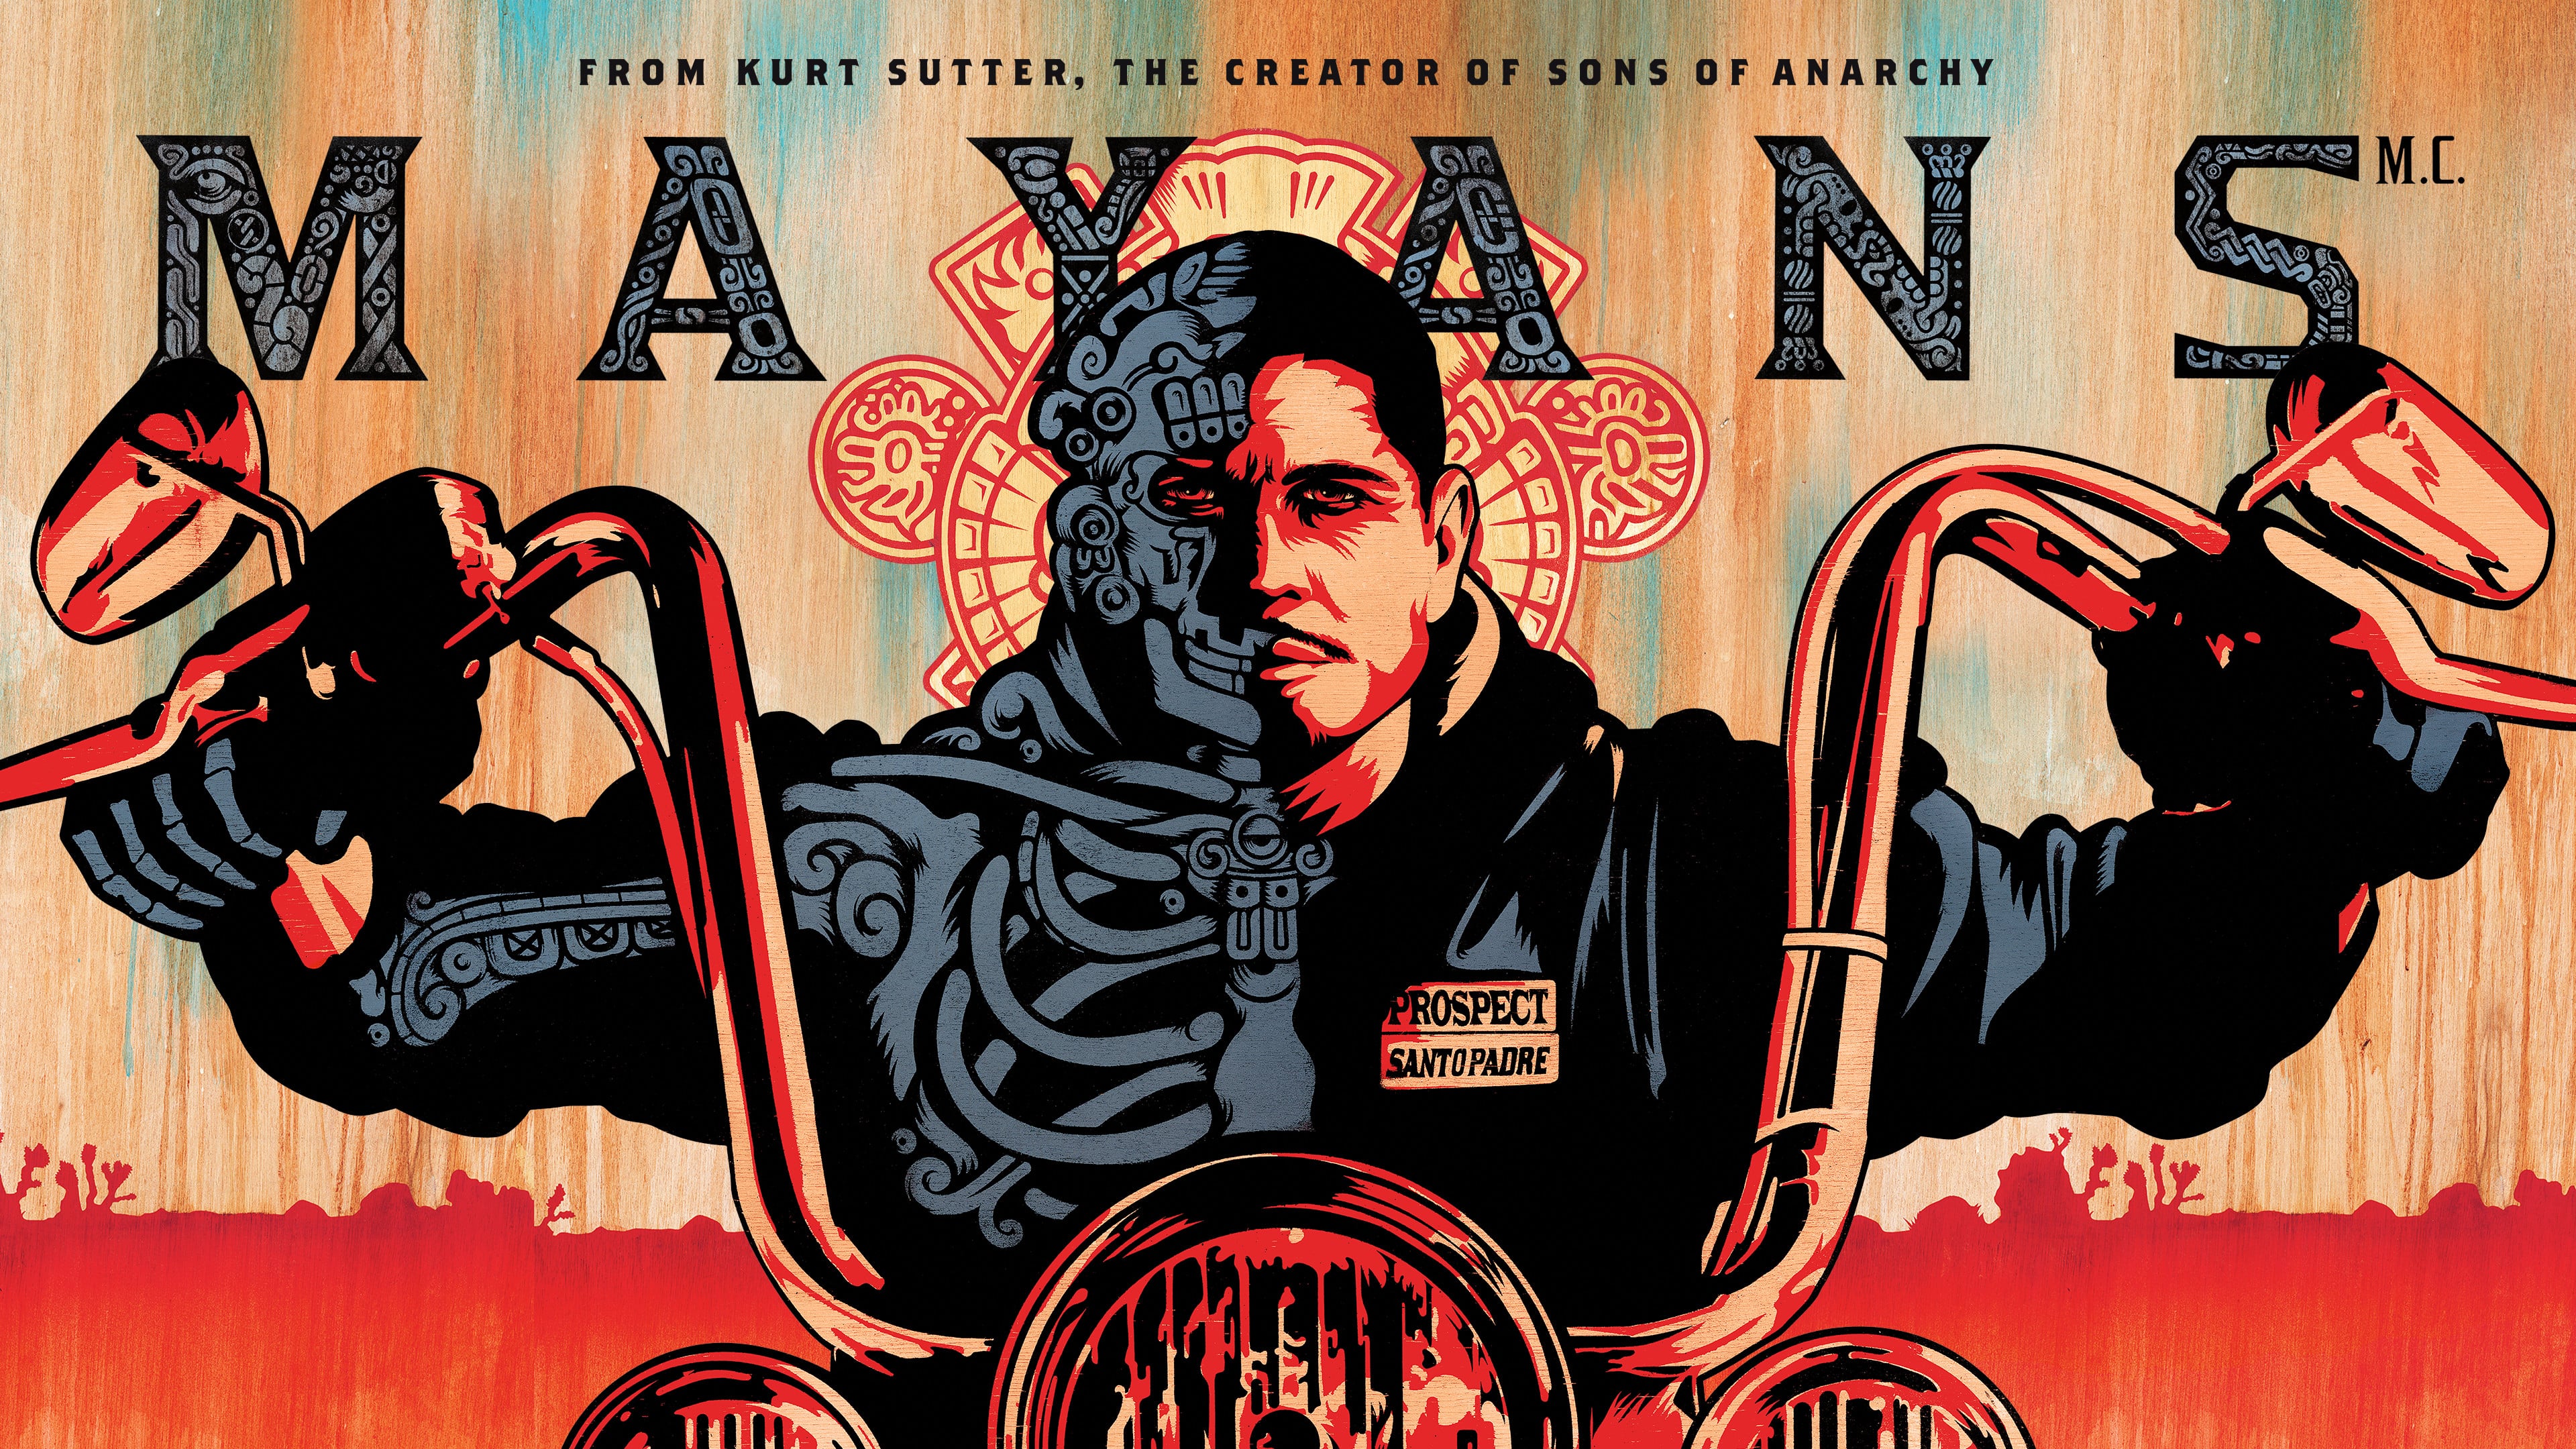 FROM KURT SUTTER, THE CREATOR OF SONS OF ANARCHY
MAYANS M.C.
PROSPECT
SANTO PADRE